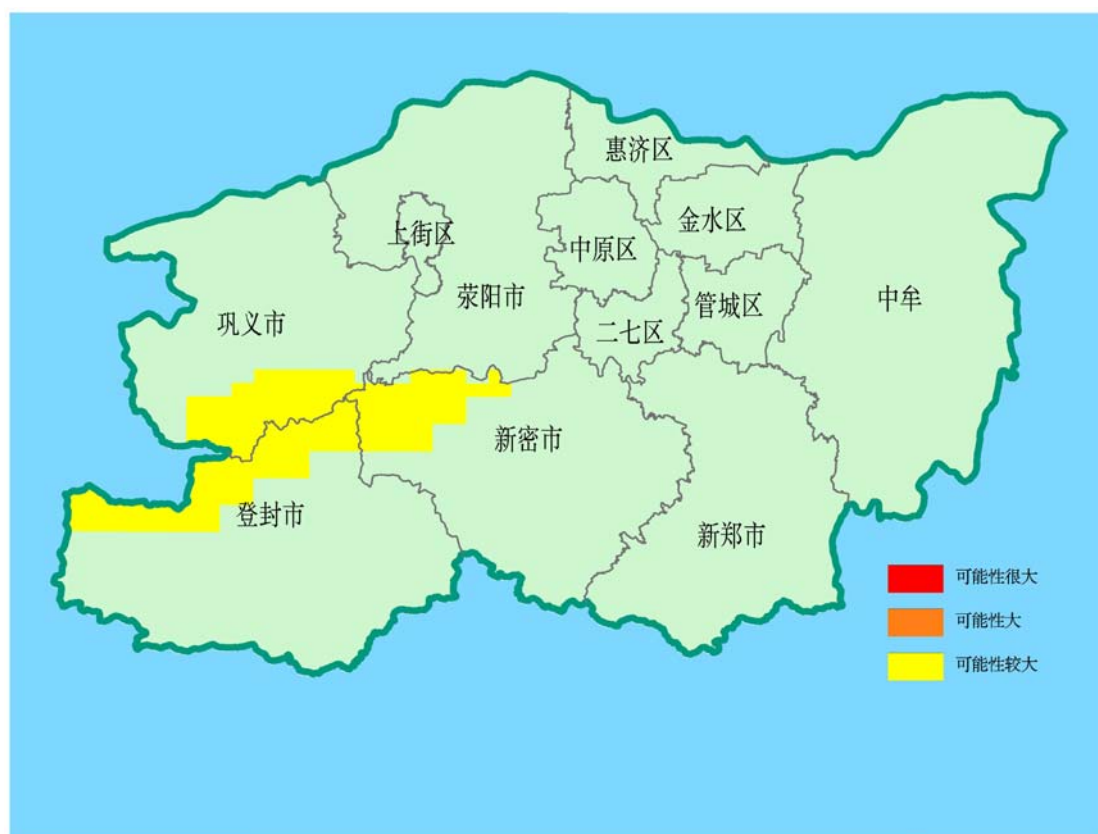 惠济区
金水区
上街区
中原区
荥阳市
管城区
中牟
巩义市
二七区
新密市
登封市
新郑市
可能性很大
可能性大
可能性较大